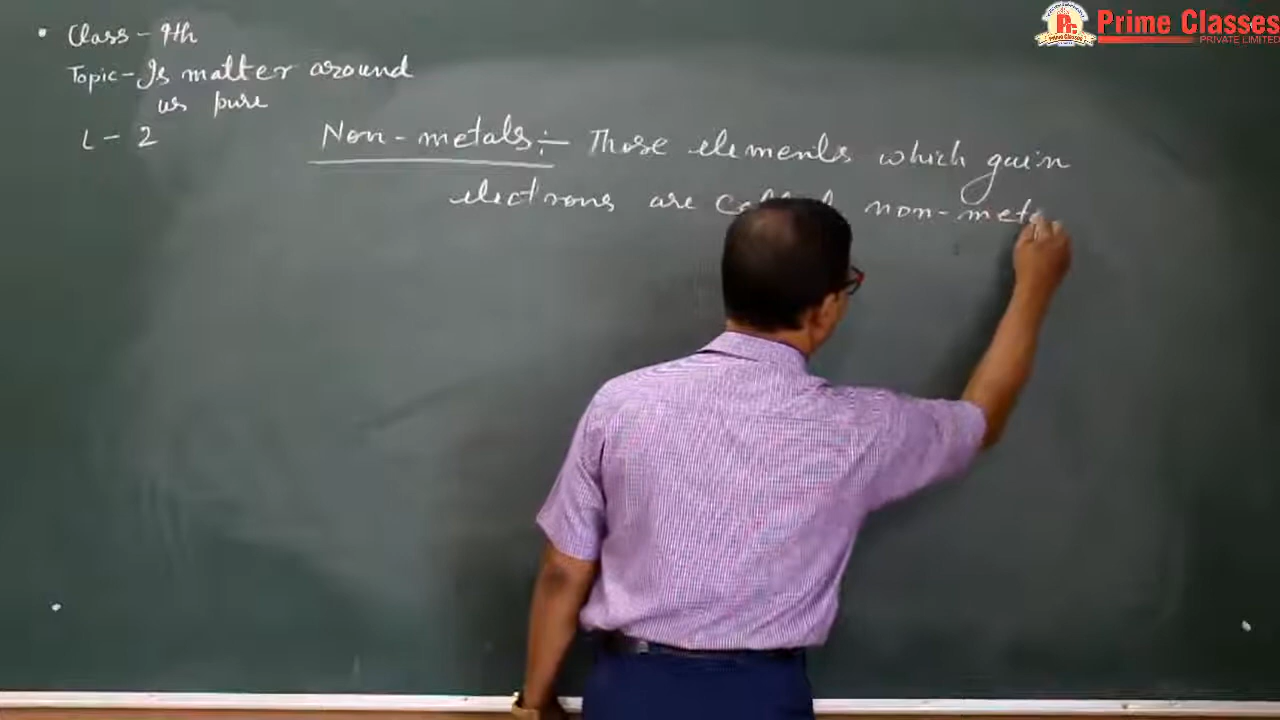 Class - 9th
Topic - Is matter around
us pure
L - 2
Non-metals :- Those elements which gain
electrons are called non-meta
Prime Classes
PRIVATE LIMITED